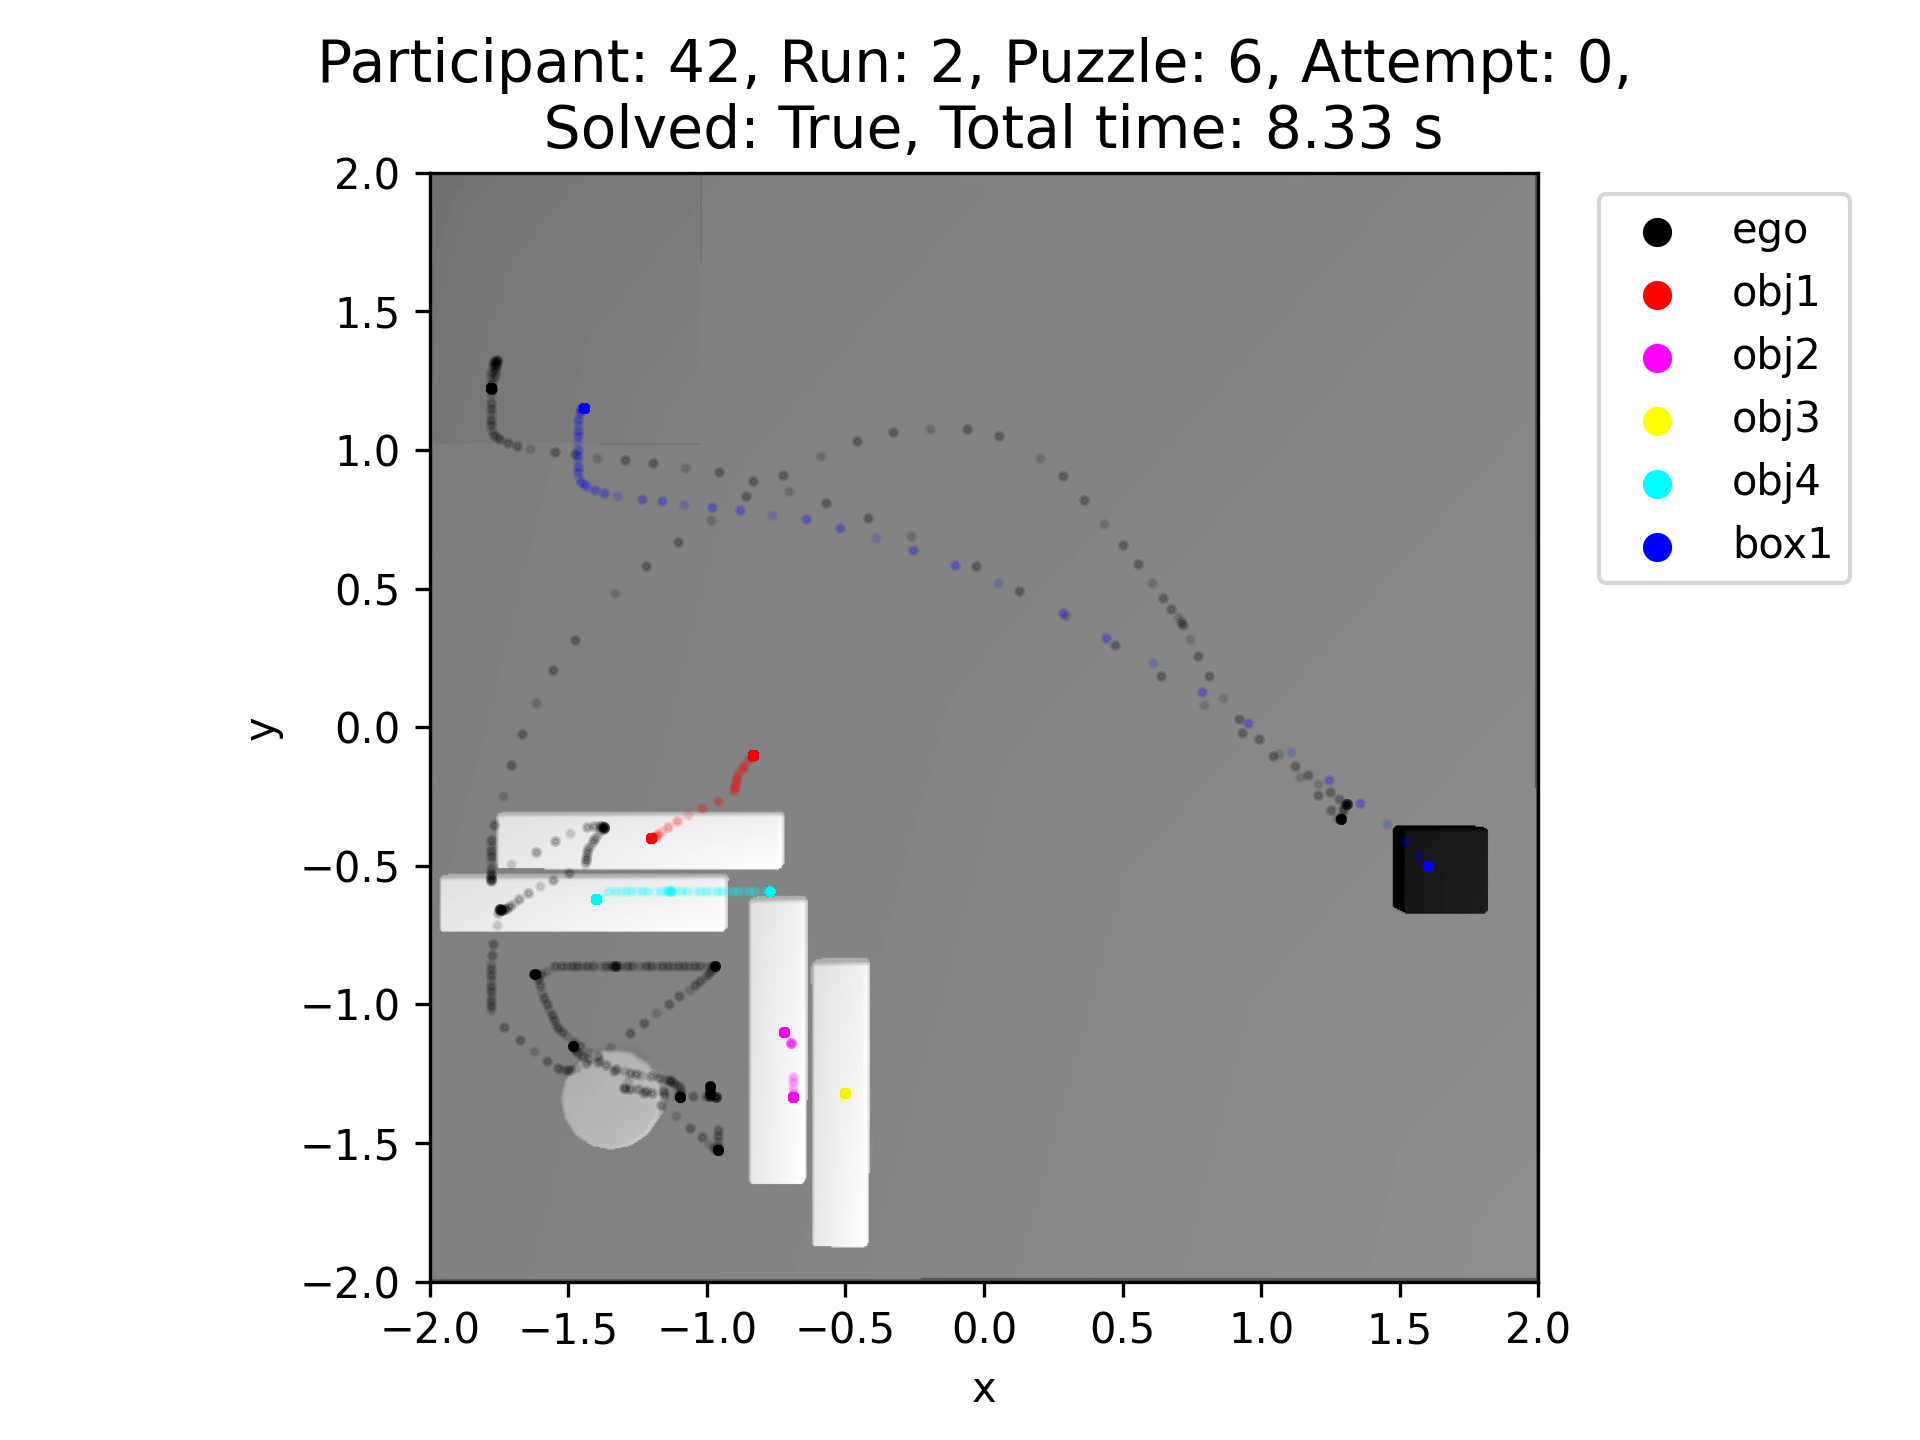 Participant: 42, Run: 2, Puzzle: 6, Attempt: 0,
Solved: True, Total time: 8.33 s
2.0
1.5
1.0
0.5
0.0
−0.5
−1.0
−1.5
−2.0
y
−2.0 −1.5 −1.0 −0.5 0.0 0.5 1.0 1.5 2.0
x
ego
obj1
obj2
obj3
obj4
box1